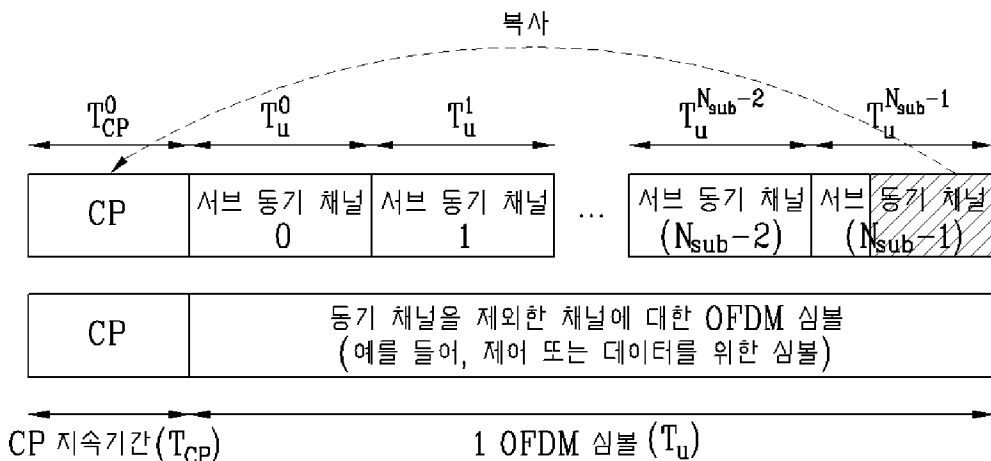 복사
T_CP^0 T_u^0 T_u^1 T_u^{N_sub-2} T_u^{N_sub-1}
CP 서브 동기 채널 서브 동기 채널 ... 서브 동기 채널 서브 동기 채널
0 1 (N_sub-2) (N_sub-1)
CP 동기 채널을 제외한 채널에 대한 OFDM 심볼
(예를 들어, 제어 또는 데이터를 위한 심볼)
CP 지속기간(T_CP) 1 OFDM 심볼(T_u)